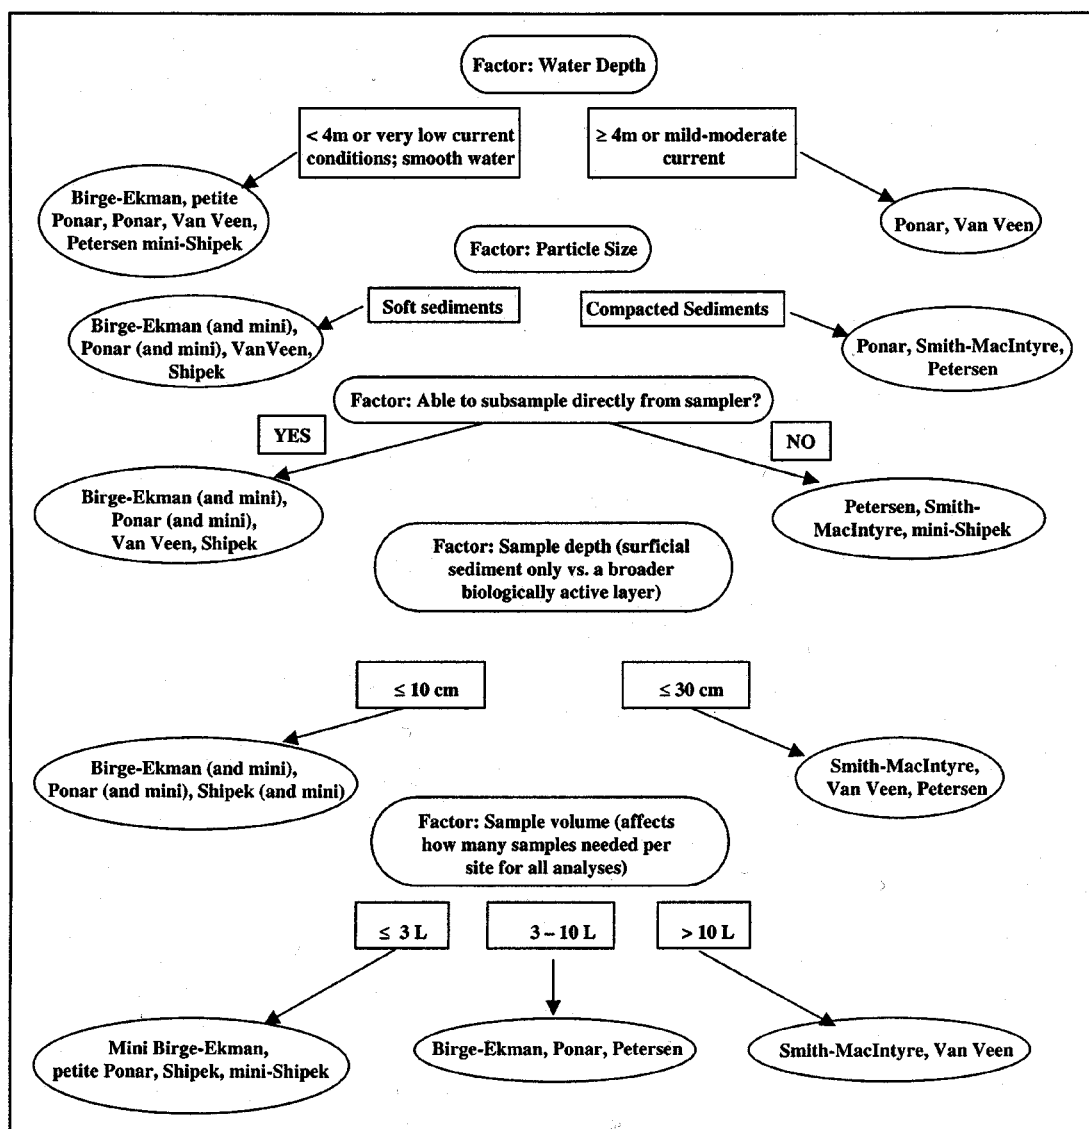 Factor: Water Depth
< 4m or very low current
conditions; smooth water
≥ 4m or mild-moderate
current
Birge-Ekman, petite
Ponar, Ponar, Van Veen,
Petersen mini-Shipek
Ponar, Van Veen
Factor: Particle Size
Soft sediments
Compacted Sediments
Birge-Ekman (and mini),
Ponar (and mini), VanVeen,
Shipek
Ponar, Smith-MacIntyre,
Petersen
Factor: Able to subsample directly from sampler?
YES
NO
Birge-Ekman (and mini),
Ponar (and mini),
Van Veen, Shipek
Petersen, Smith-
MacIntyre, mini-Shipek
Factor: Sample depth (surficial
sediment only vs. a broader
biologically active layer)
≤ 10 cm
≤ 30 cm
Birge-Ekman (and mini),
Ponar (and mini), Shipek (and mini)
Smith-MacIntyre,
Van Veen, Petersen
Factor: Sample volume (affects
how many samples needed per
site for all analyses)
≤ 3 L
3 – 10 L
> 10 L
Mini Birge-Ekman,
petite Ponar, Shipek, mini-Shipek
Birge-Ekman, Ponar, Petersen
Smith-MacIntyre, Van Veen